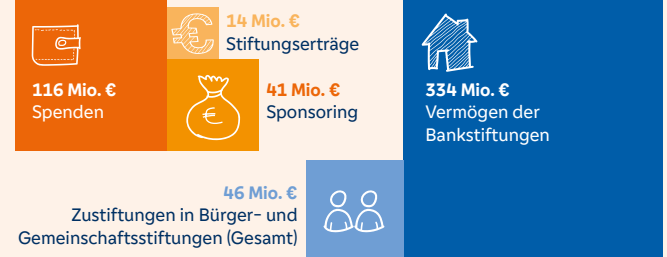 14 Mio. €
Stiftungserträge
116 Mio. €
Spenden
41 Mio. €
Sponsoring
334 Mio. €
Vermögen der
Bankstiftungen
46 Mio. €
Zustiftungen in Bürger- und
Gemeinschaftsstiftungen (Gesamt)